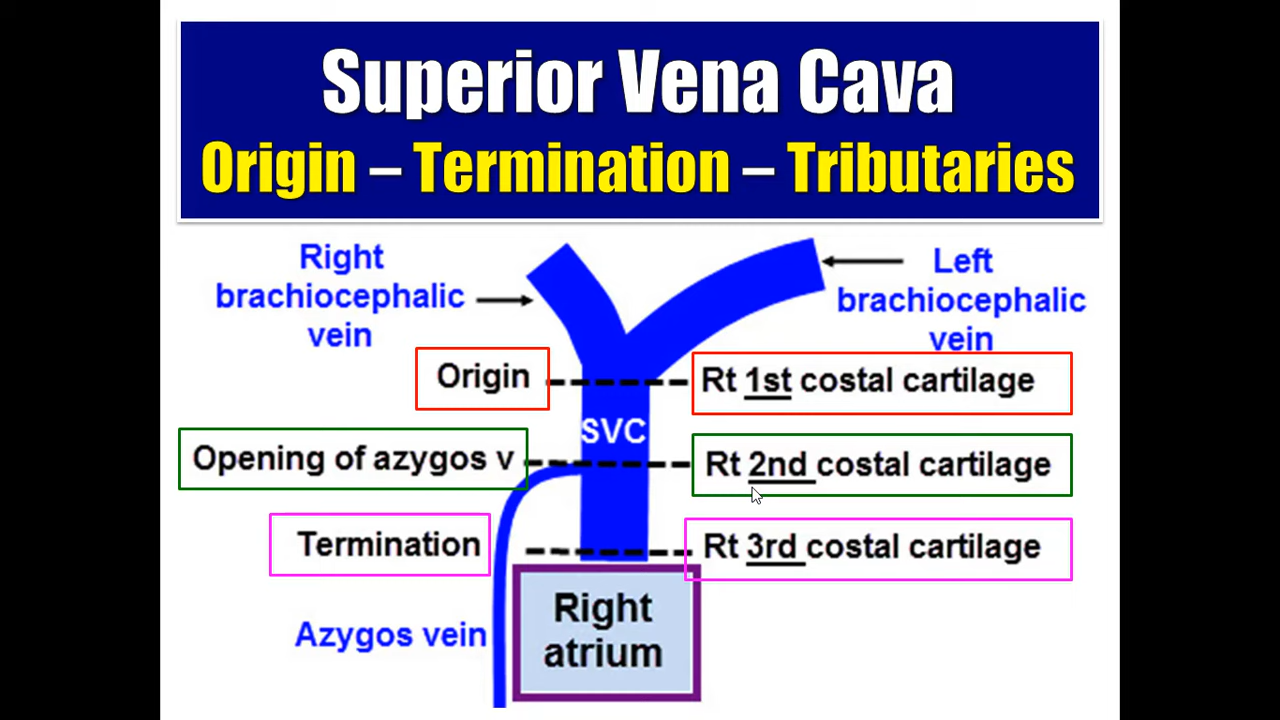 Superior Vena Cava
Origin – Termination – Tributaries
Right
brachiocephalic
vein
Left
brachiocephalic
vein
Origin
Rt 1st costal cartilage
SVC
Opening of azygos v
Rt 2nd costal cartilage
Termination
Rt 3rd costal cartilage
Azygos vein
Right
atrium